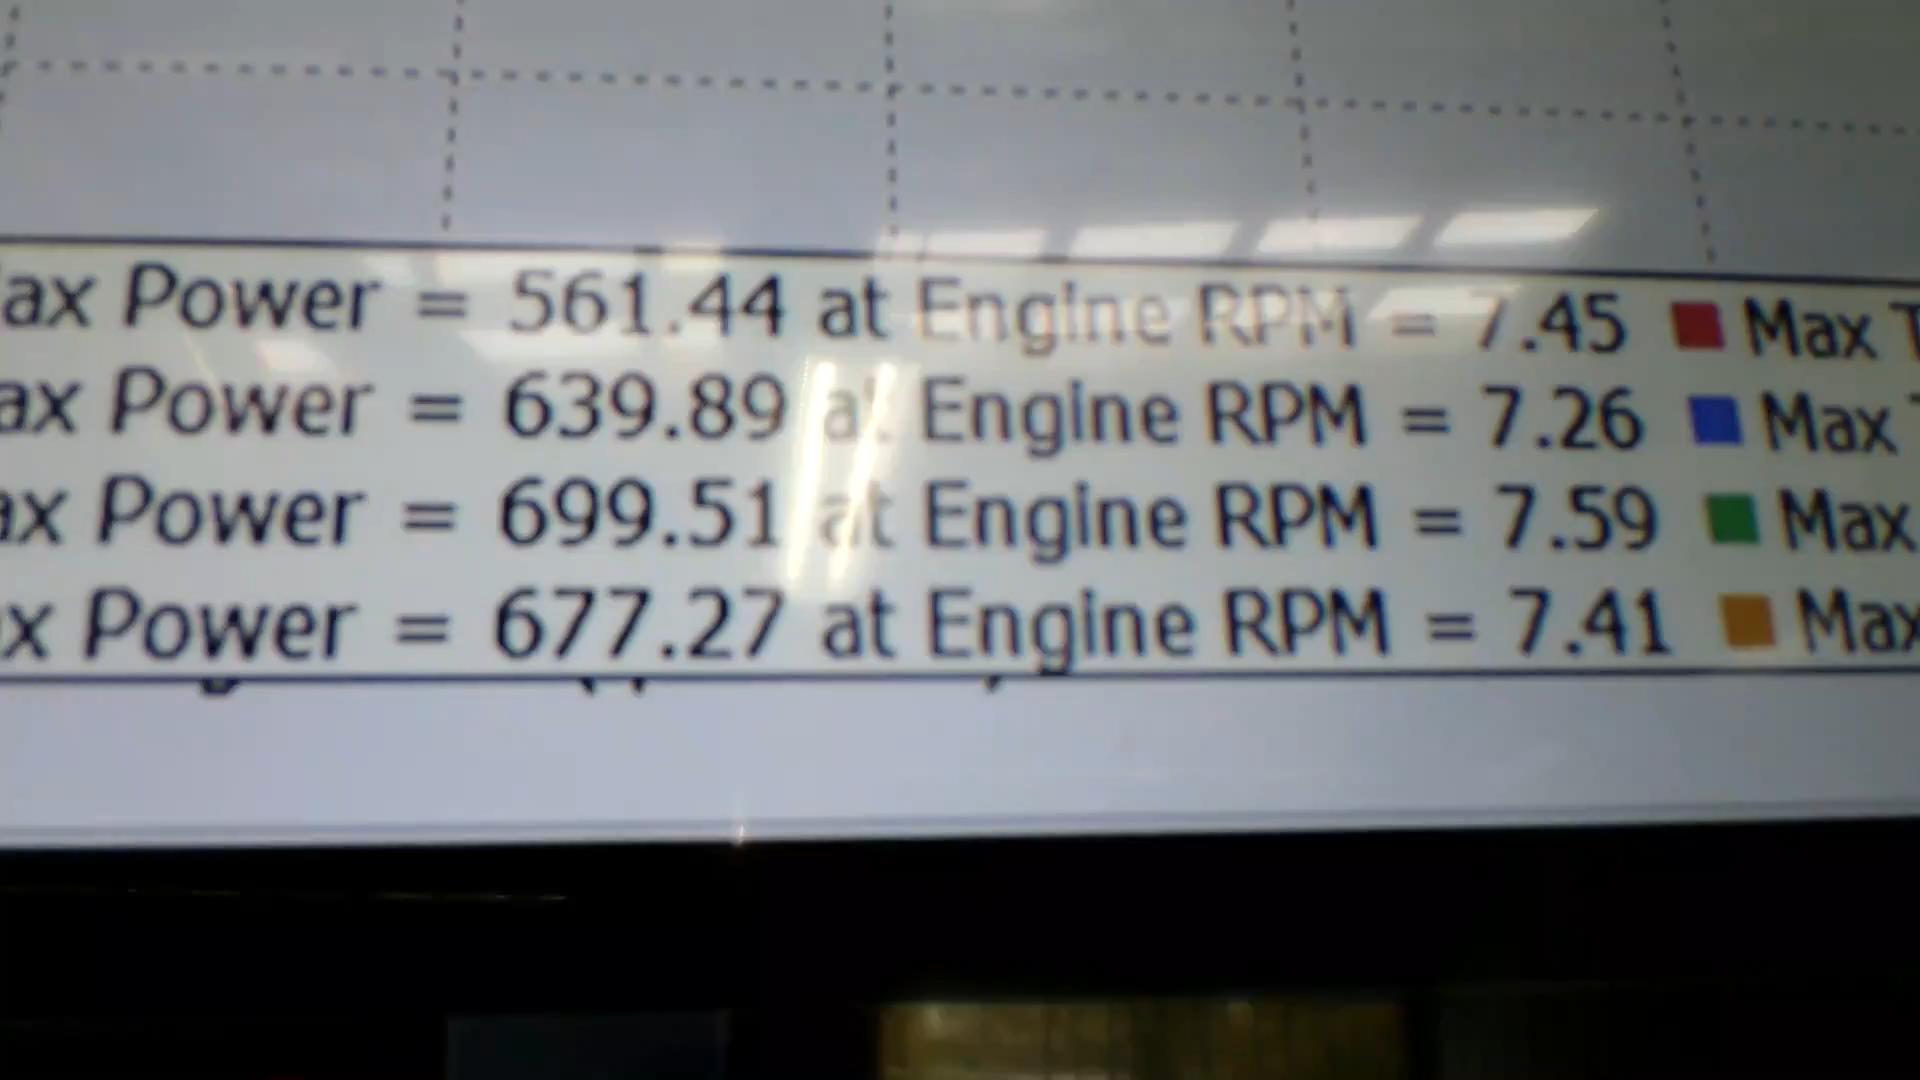 ax Power = 561.44 at Engine RPM = 7.45 Max T
ax Power = 639.89 at Engine RPM = 7.26 Max
ax Power = 699.51 at Engine RPM = 7.59 Max
x Power = 677.27 at Engine RPM = 7.41 Max